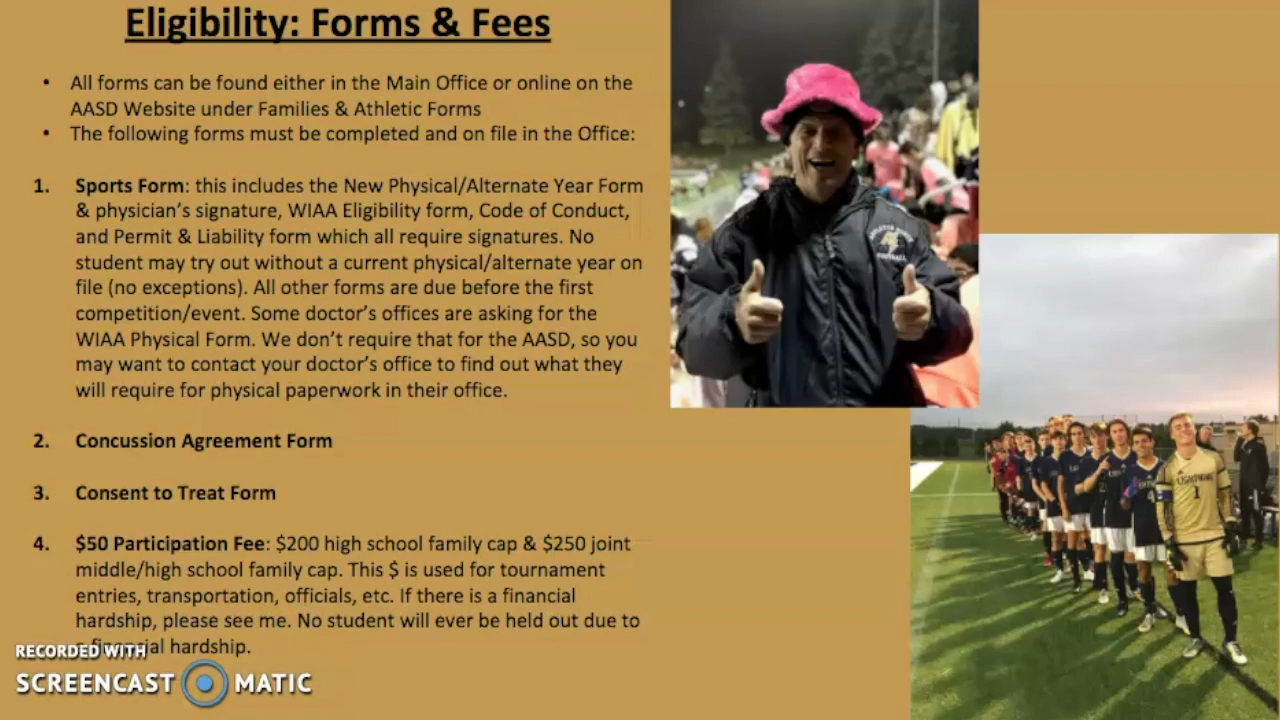 Eligibility: Forms & Fees
• All forms can be found either in the Main Office or online on the
AASD Website under Families & Athletic Forms
• The following forms must be completed and on file in the Office:
1. Sports Form: this includes the New Physical/Alternate Year Form
& physician's signature, WIAA Eligibility form, Code of Conduct,
and Permit & Liability form which all require signatures. No
student may try out without a current physical/alternate year on
file (no exceptions). All other forms are due before the first
competition/event. Some doctor's offices are asking for the
WIAA Physical Form. We don't require that for the AASD, so you
may want to contact your doctor's office to find out what they
will require for physical paperwork in their office.
2. Concussion Agreement Form
3. Consent to Treat Form
4. $50 Participation Fee: $200 high school family cap & $250 joint
middle/high school family cap. This $ is used for tournament
entries, transportation, officials, etc. If there is a financial
hardship, please see me. No student will ever be held out due to
a financial hardship.
RECORDED WITH
SCREENCAST MATIC
LIGHTNING
1